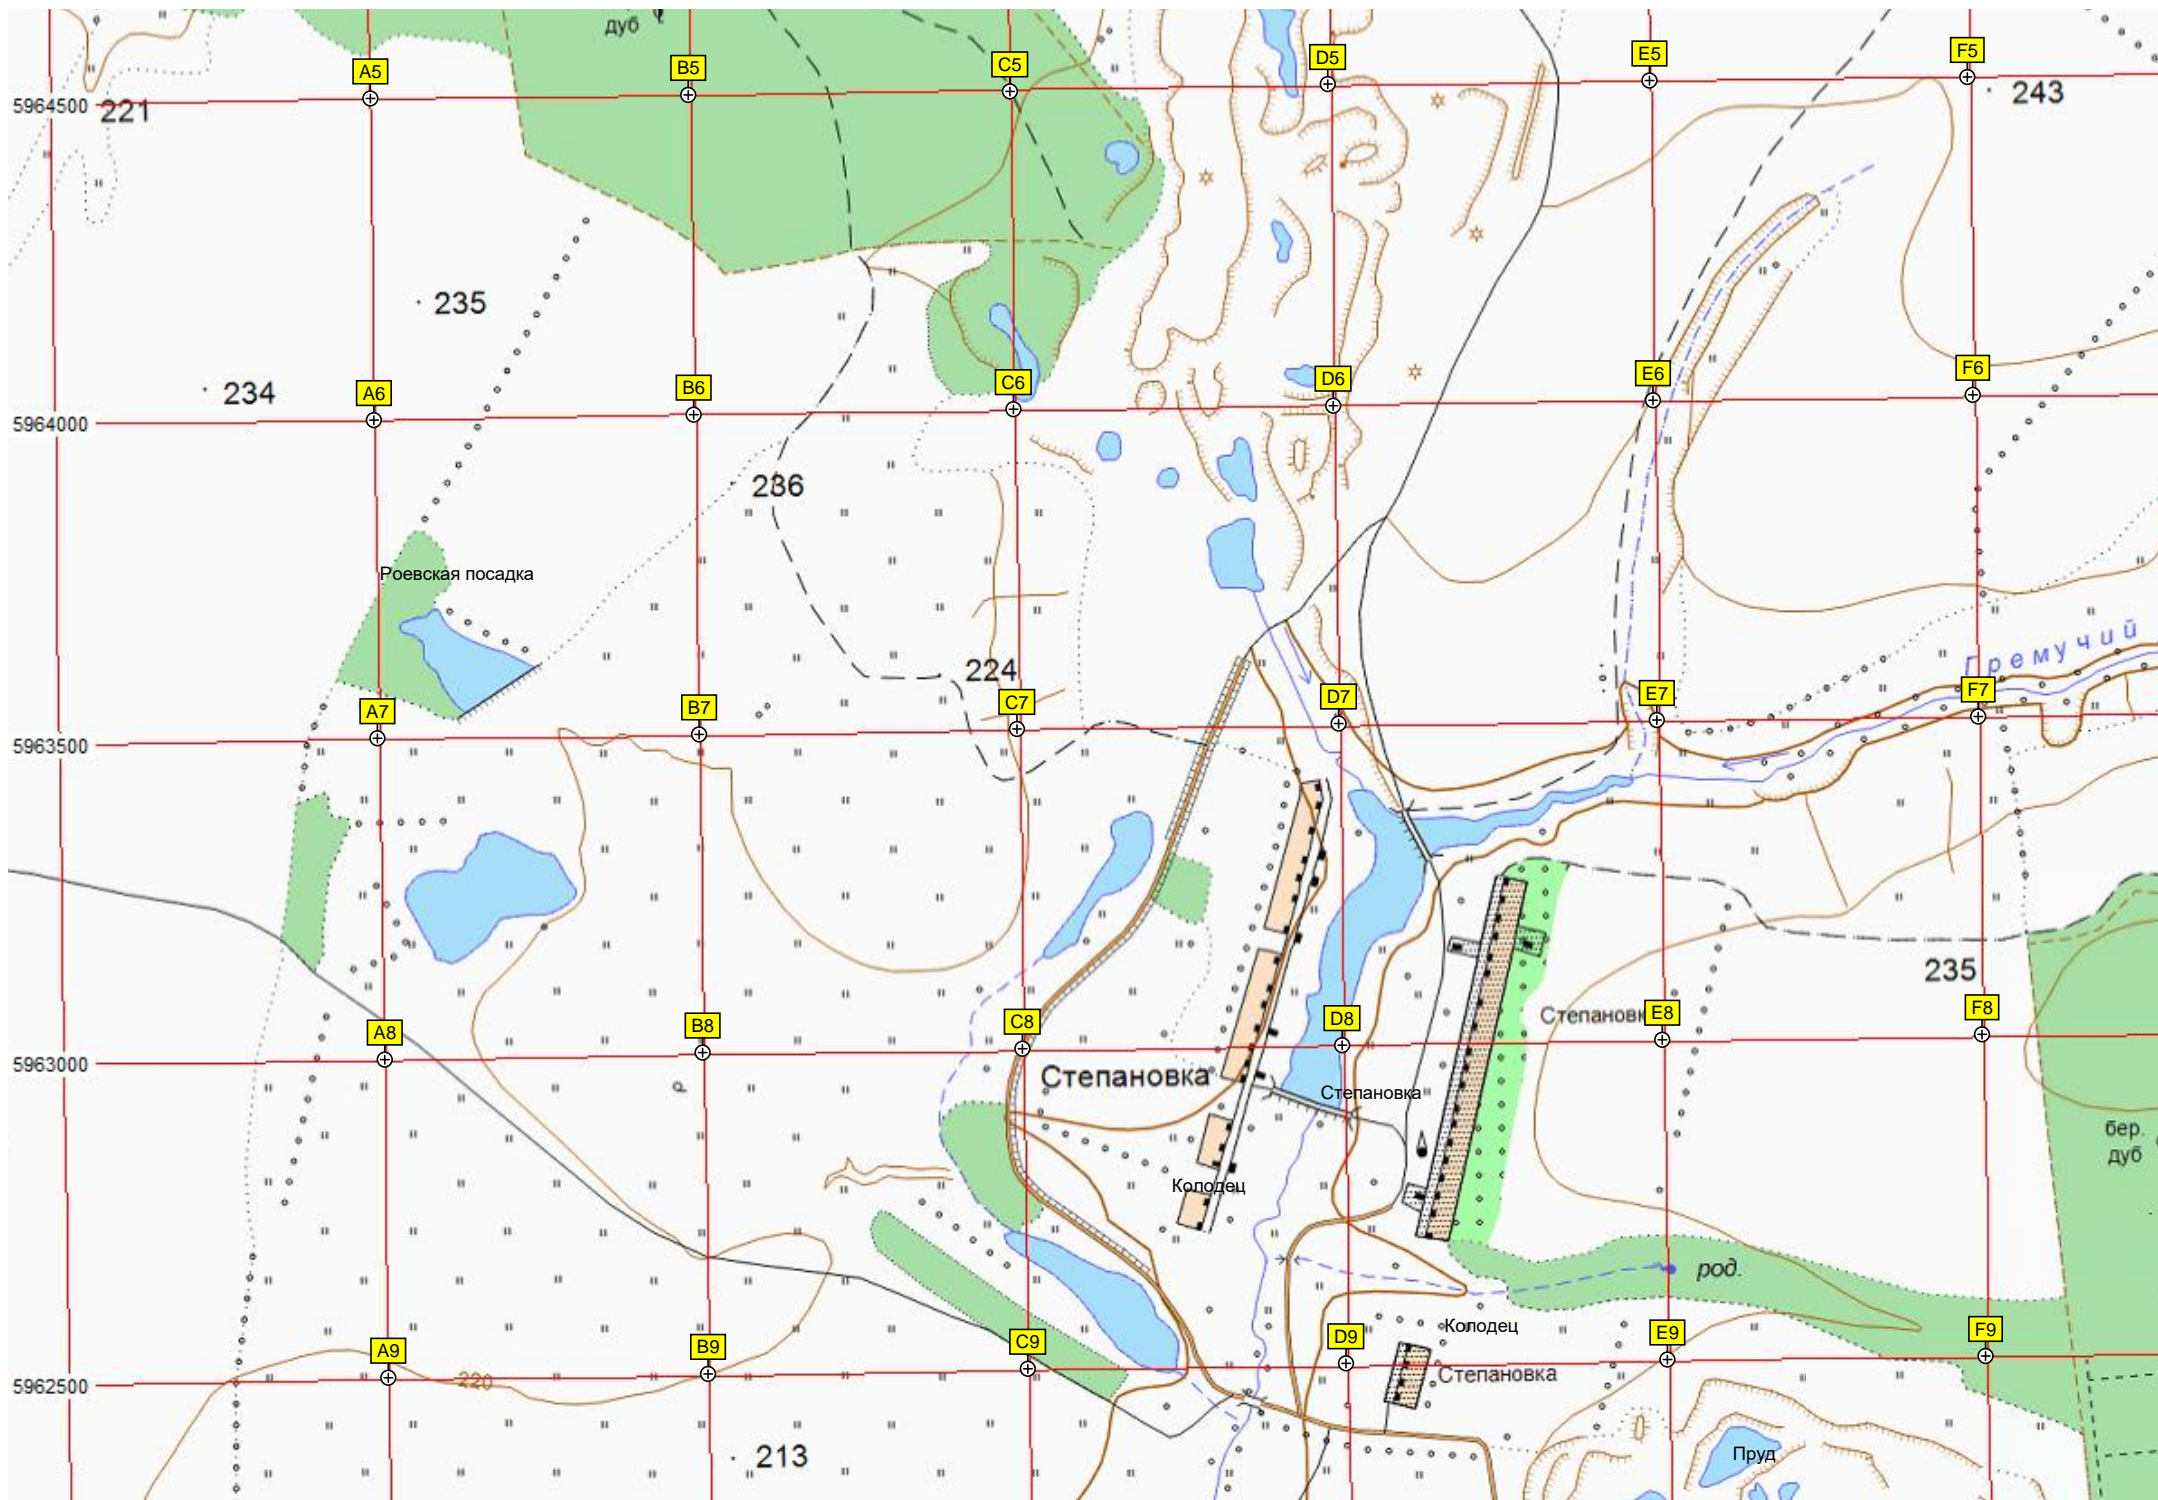 дуб
A5
B5
C5
D5
E5
F5
5964500
221
243
235
234
A6
B6
C6
D6
E6
F6
5964000
236
Роевская посадка
224
Гремучий
A7
B7
C7
D7
E7
F7
5963500
235
Степановк
A8
B8
C8
D8
E8
F8
5963000
Степановка
Степановка
бер.
дуб
Колодец
род.
Колодец
A9
B9
C9
D9
E9
F9
5962500
220
Степановка
213
Пруд